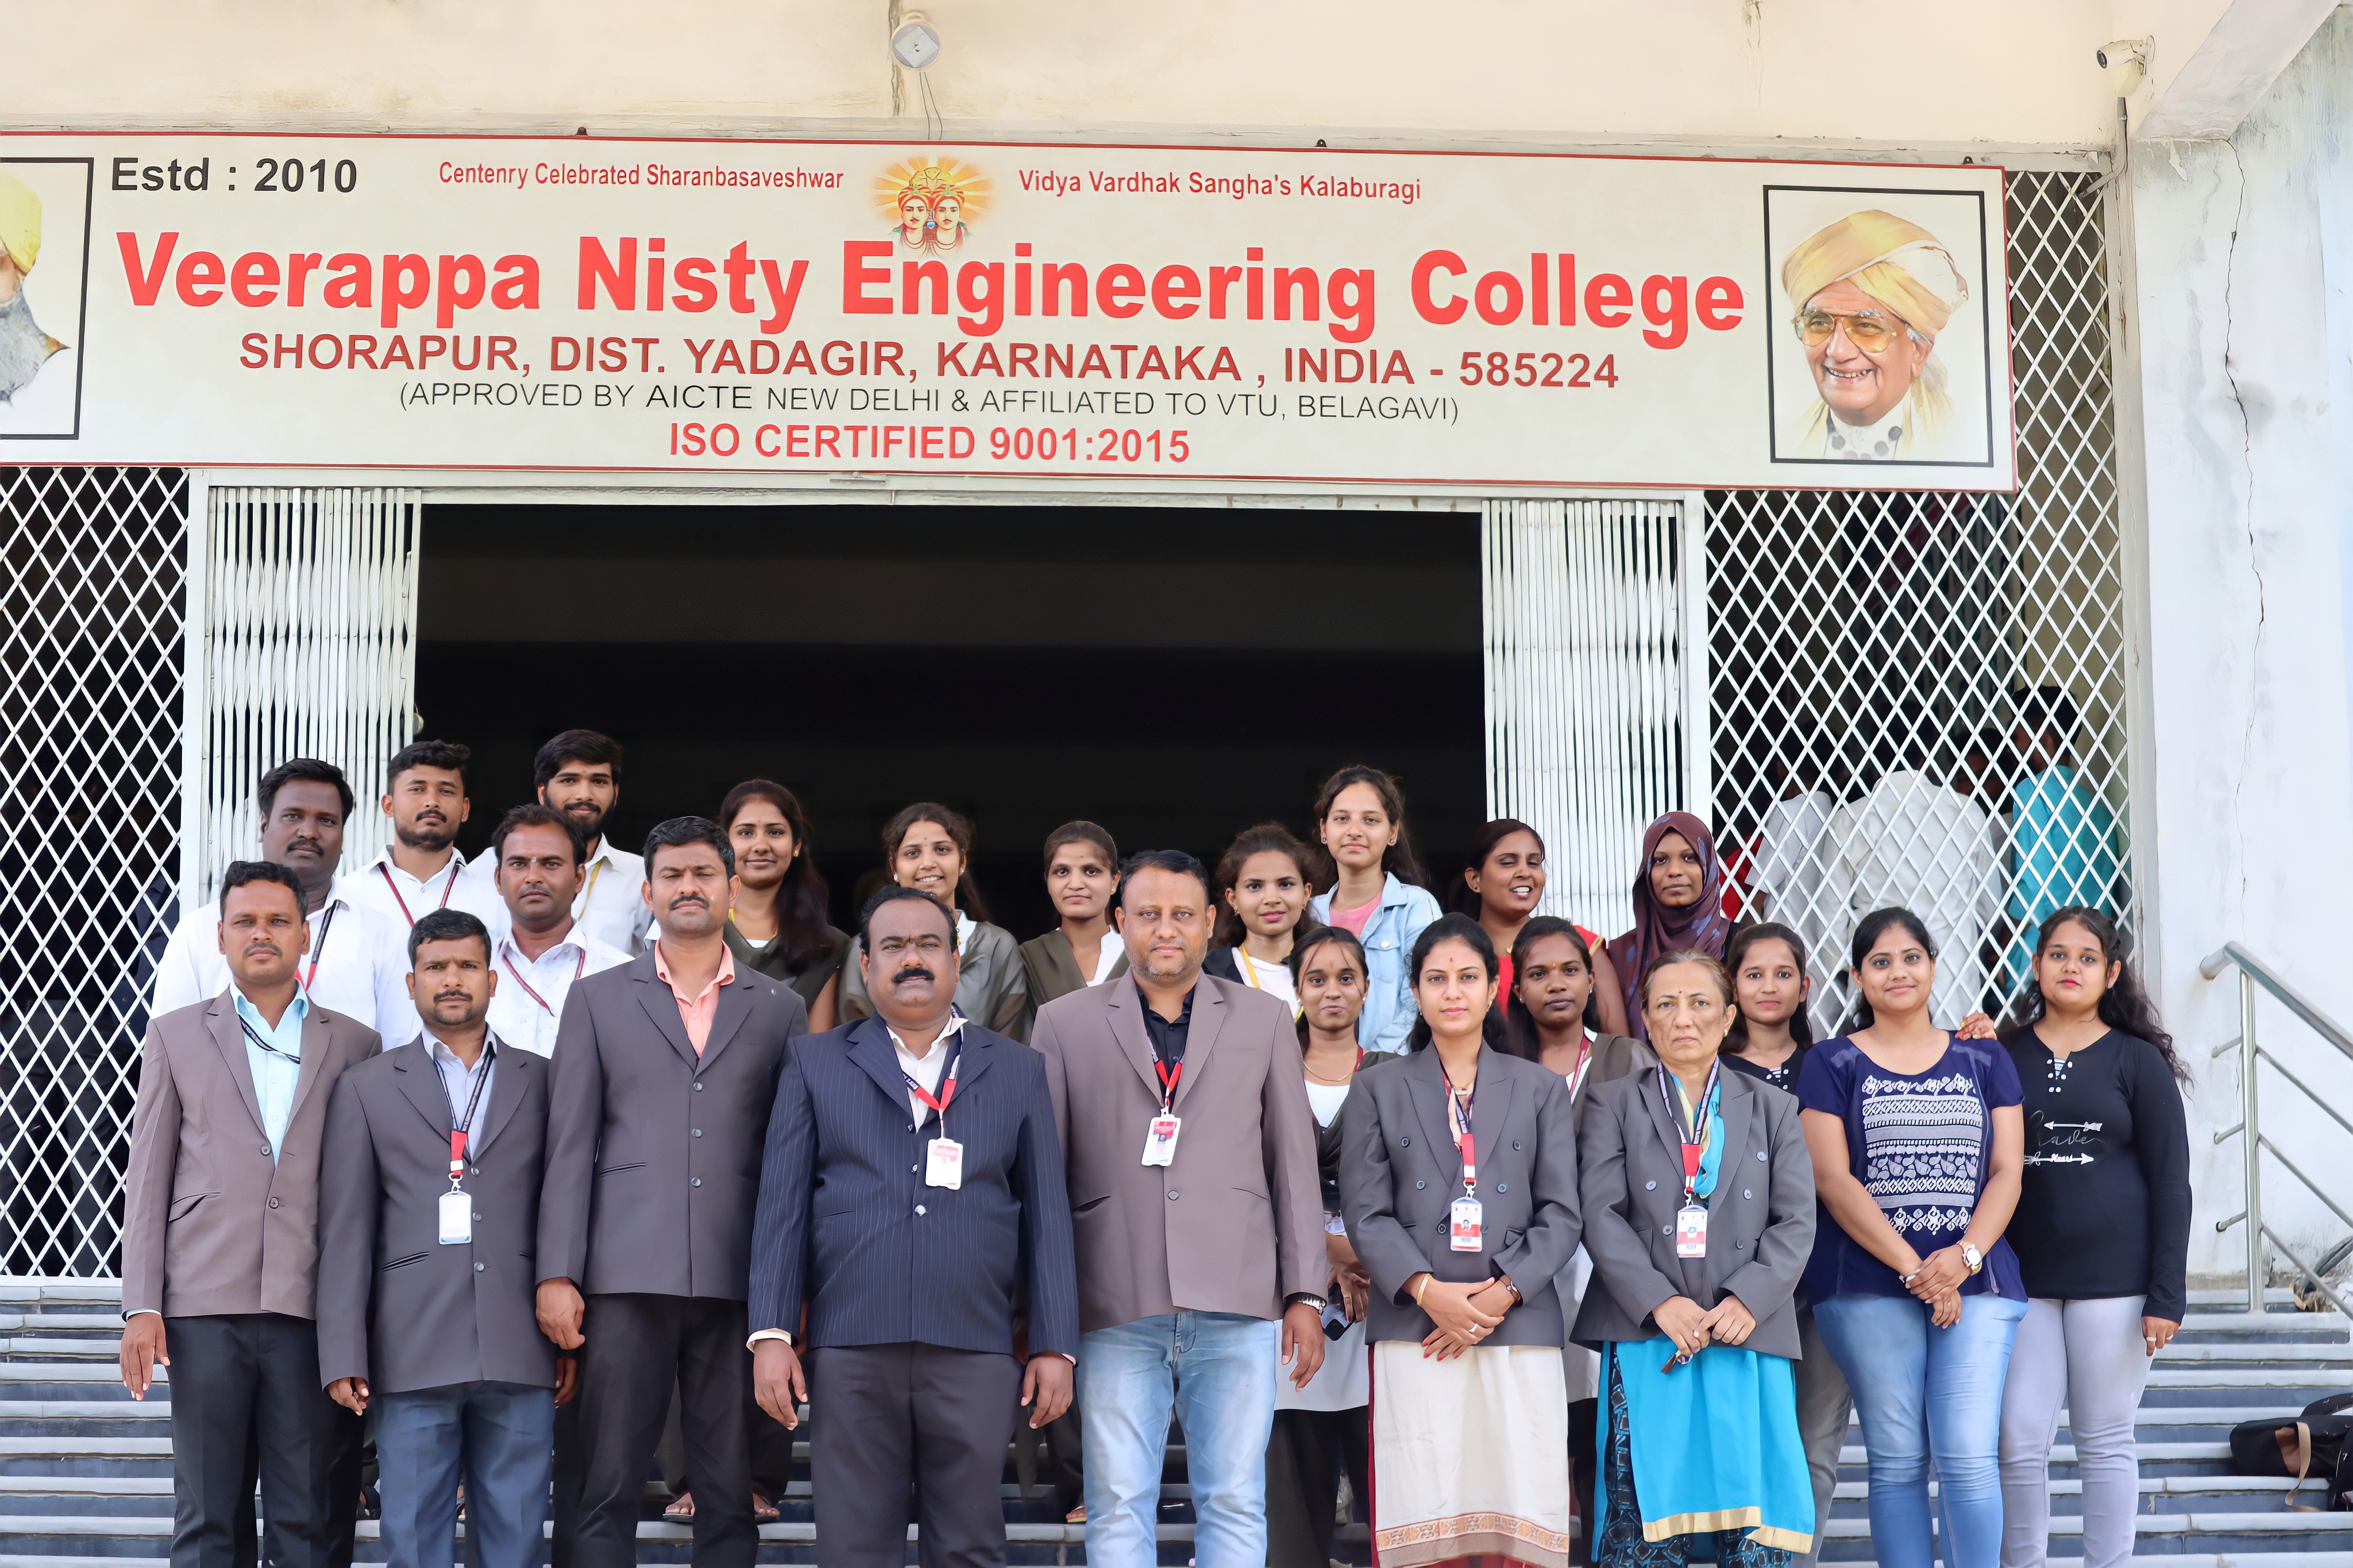 Estd : 2010
Centenry Celebrated Sharanbasaveshwar Vidya Vardhak Sangha's Kalaburagi
Veerappa Nisty Engineering College
SHORAPUR, DIST. YADAGIR, KARNATAKA , INDIA - 585224
(APPROVED BY AICTE NEW DELHI & AFFILIATED TO VTU, BELAGAVI)
ISO CERTIFIED 9001:2015